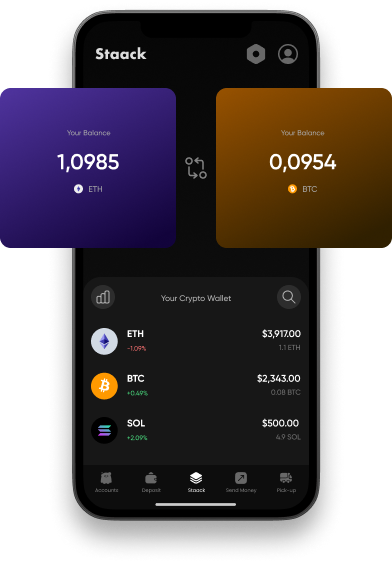 Staack
Your Balance
1,0985
ETH
Your Balance
0,0954
BTC
Your Crypto Wallet
ETH
-1.09%
$3,917.00
1.1 ETH
BTC
+0.49%
$2,343.00
0.08 BTC
SOL
+2.09%
$500.00
4.9 SOL
Accounts
Deposit
Staack
Send Money
Pick-up